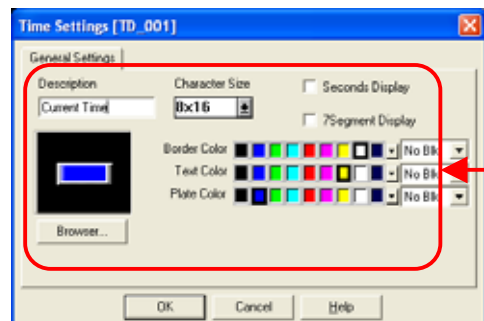 Time Settings [TD_001]
General Settings
Description
Character Size
Seconds Display
Current Time
8x16
7Segment Display
Border Color
No Blk
Text Color
No Blk
Plate Color
No Blk
Browser...
OK
Cancel
Help